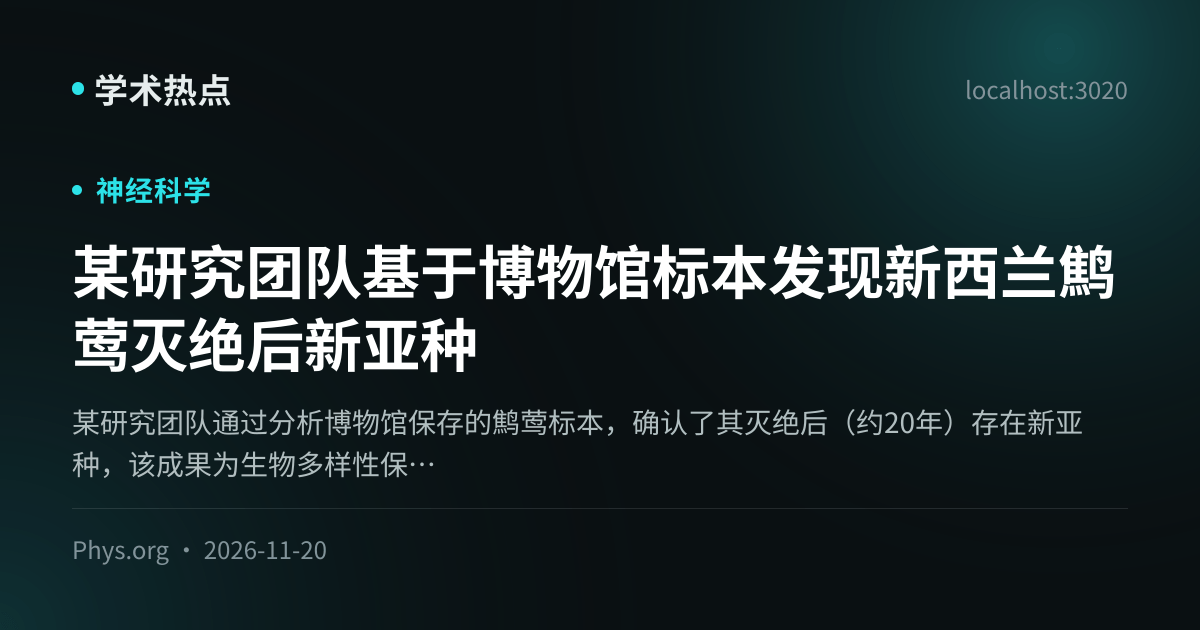 学术热点
localhost:3020
神经科学
某研究团队基于博物馆标本发现新西兰鹪
莺灭绝后新亚种
某研究团队通过分析博物馆保存的鹪莺标本，确认了其灭绝后（约20年）存在新亚
种，该成果为生物多样性保…
Phys.org • 2026-11-20